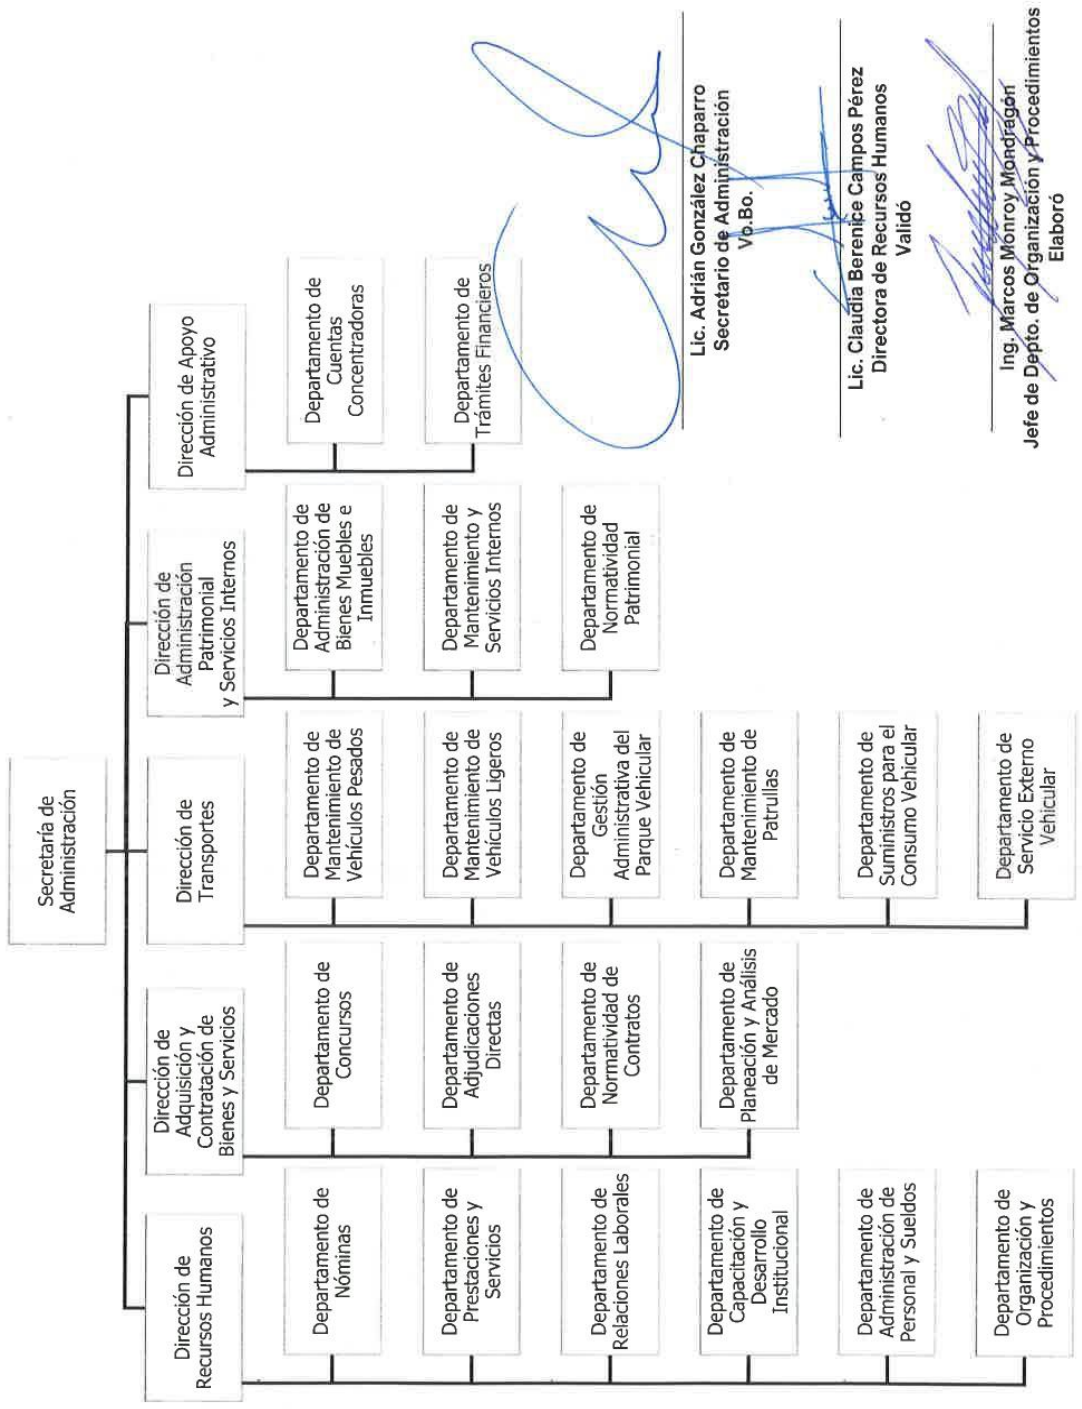 Secretaría de
Administración
Dirección de
Recursos Humanos
Departamento de
Nóminas
Departamento de
Prestaciones y
Servicios
Departamento de
Relaciones Laborales
Departamento de
Capacitación y
Desarrollo
Institucional
Departamento de
Administración de
Personal y Sueldos
Departamento de
Organización y
Procedimientos
Dirección de
Adquisición y
Contratación de
Bienes y Servicios
Departamento de
Concursos
Departamento de
Adjudicaciones
Directas
Departamento de
Normatividad de
Contratos
Departamento de
Planeación y Análisis
de Mercado
Dirección de
Transportes
Departamento de
Mantenimiento de
Vehículos Pesados
Departamento de
Mantenimiento de
Vehículos Ligeros
Departamento de
Gestión
Administrativa del
Parque Vehicular
Departamento de
Mantenimiento de
Patrullas
Departamento de
Suministros para el
Consumo Vehicular
Departamento de
Servicio Externo
Vehicular
Dirección de
Administración
Patrimonial
y Servicios Internos
Departamento de
Administración de
Bienes Muebles e
Inmuebles
Departamento de
Mantenimiento y
Servicios Internos
Departamento de
Normatividad
Patrimonial
Dirección de Apoyo
Administrativo
Departamento de
Cuentas
Concentradoras
Departamento de
Trámites Financieros
Lic. Adrián González Chaparro
Secretario de Administración
Vo.Bo.
Lic. Claudia Berenice Campos Pérez
Directora de Recursos Humanos
Validó
Ing. Marcos Monroy Mondragón
Jefe de Depto. de Organización y Procedimientos
Elaboró